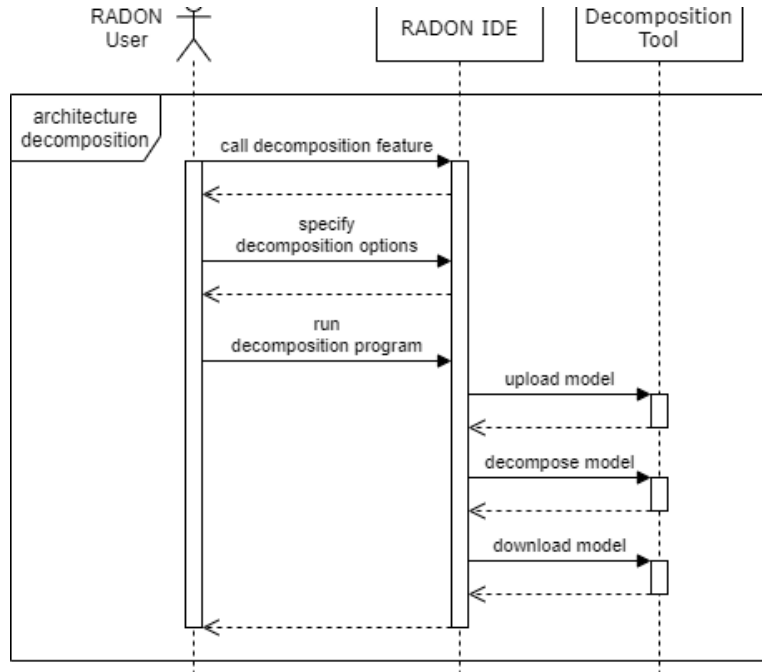 RADON
User
RADON IDE
Decomposition
Tool
architecture
decomposition
call decomposition feature
specify
decomposition options
run
decomposition program
upload model
decompose model
download model